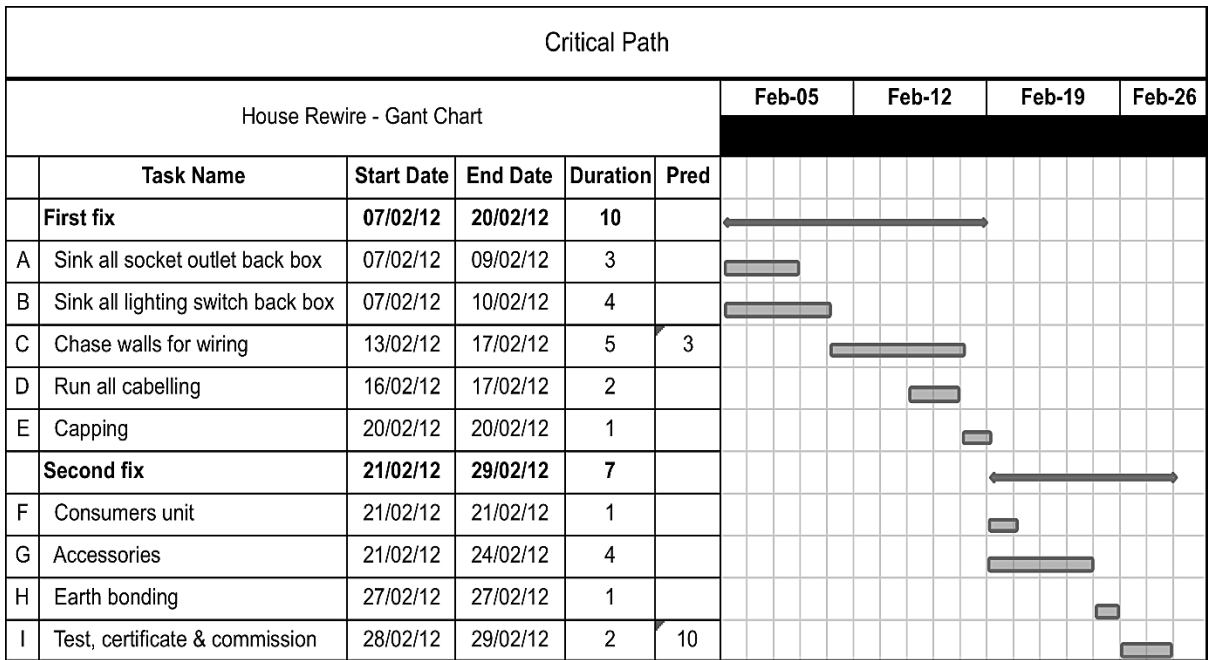 Critical Path
House Rewire - Gant Chart
Feb-05 Feb-12 Feb-19 Feb-26
Task Name Start Date End Date Duration Pred
First fix 07/02/12 20/02/12 10
A Sink all socket outlet back box 07/02/12 09/02/12 3
B Sink all lighting switch back box 07/02/12 10/02/12 4
C Chase walls for wiring 13/02/12 17/02/12 5 3
D Run all cabelling 16/02/12 17/02/12 2
E Capping 20/02/12 20/02/12 1
Second fix 21/02/12 29/02/12 7
F Consumers unit 21/02/12 21/02/12 1
G Accessories 21/02/12 24/02/12 4
H Earth bonding 27/02/12 27/02/12 1
I Test, certificate & commission 28/02/12 29/02/12 2 10